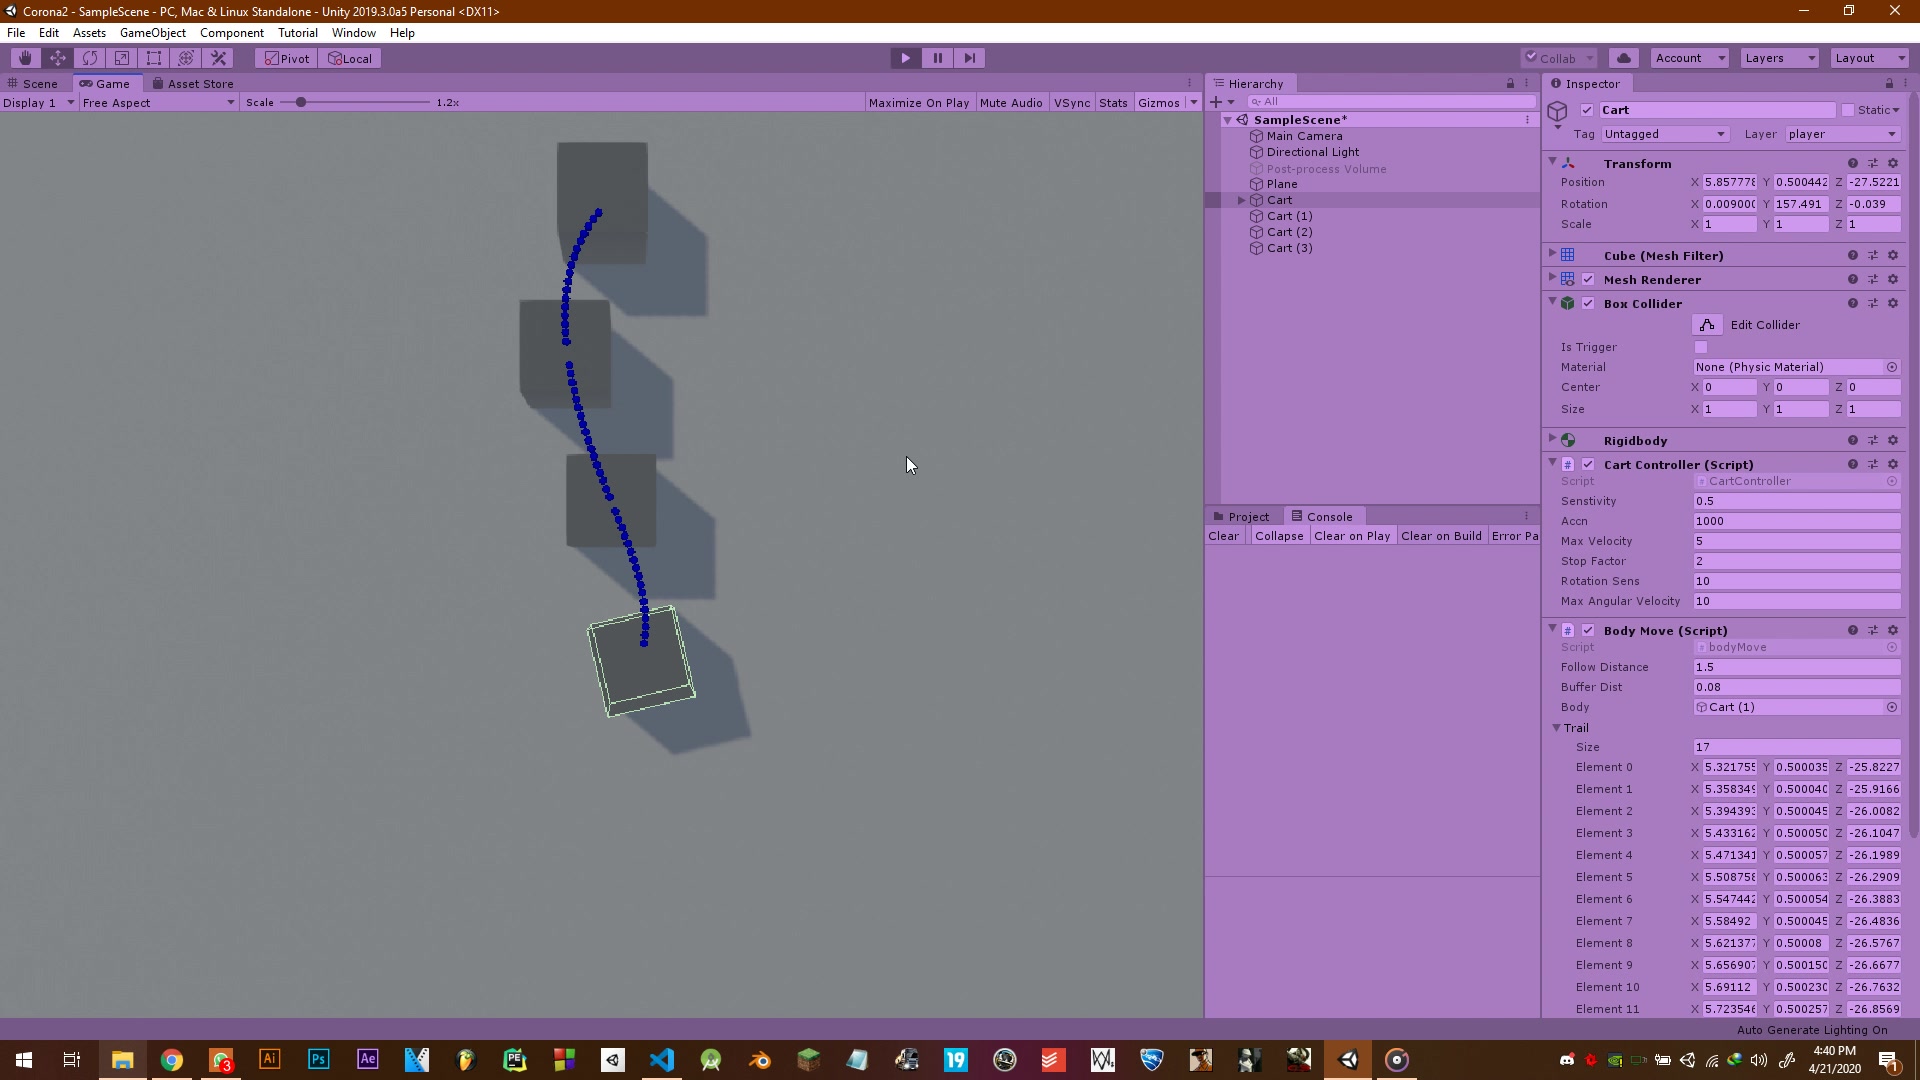 Corona2 - SampleScene - PC, Mac & Linux Standalone - Unity 2019.3.0a5 Personal <DX11>
File Edit Assets GameObject Component Tutorial Window Help
Pivot Local Collab Account Layers Layout
Scene Game Asset Store
Display 1 Free Aspect Scale 1.2x Maximize On Play Mute Audio VSync Stats Gizmos
Hierarchy
All
SampleScene*
Main Camera
Directional Light
Post-process Volume
Plane
Cart
Cart (1)
Cart (2)
Cart (3)
Project Console
Clear Collapse Clear on Play Clear on Build Error Pa
Inspector
Cart Static
Tag Untagged Layer player
Transform
Position X 5.857778 Y 0.500442 Z -27.5221
Rotation X 0.009000 Y 157.491 Z -0.039
Scale X 1 Y 1 Z 1
Cube (Mesh Filter)
Mesh Renderer
Box Collider
Edit Collider
Is Trigger
Material None (Physic Material)
Center X 0 Y 0 Z 0
Size X 1 Y 1 Z 1
Rigidbody
# Cart Controller (Script)
Script # CartController
Senstivity 0.5
Accn 1000
Max Velocity 5
Stop Factor 2
Rotation Sens 10
Max Angular Velocity 10
# Body Move (Script)
Script # bodyMove
Follow Distance 1.5
Buffer Dist 0.08
Body Cart (1)
Trail
Size 17
Element 0 X 5.321755 Y 0.500035 Z -25.8227
Element 1 X 5.358349 Y 0.500040 Z -25.9166
Element 2 X 5.394393 Y 0.500045 Z -26.0082
Element 3 X 5.433162 Y 0.500050 Z -26.1047
Element 4 X 5.471341 Y 0.500057 Z -26.1989
Element 5 X 5.508758 Y 0.500063 Z -26.2909
Element 6 X 5.547442 Y 0.500054 Z -26.3883
Element 7 X 5.58492 Y 0.500045 Z -26.4836
Element 8 X 5.621377 Y 0.50008 Z -26.5767
Element 9 X 5.656907 Y 0.500150 Z -26.6677
Element 10 X 5.69112 Y 0.500230 Z -26.7632
Element 11 X 5.723546 Y 0.500257 Z -26.8569
Auto Generate Lighting On
3 Ai Ps Ae PE 19
4:40 PM
4/21/2020
1